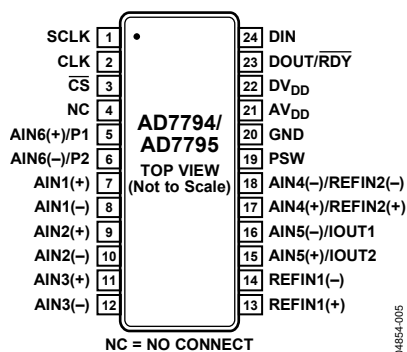 SCLK 1
CLK 2
CS 3
NC 4
AIN6(+)/P1 5
AIN6(–)/P2 6
AIN1(+) 7
AIN1(–) 8
AIN2(+) 9
AIN2(–) 10
AIN3(+) 11
AIN3(–) 12
AD7794/
AD7795
TOP VIEW
(Not to Scale)
24 DIN
23 DOUT/RDY
22 DVDD
21 AVDD
20 GND
19 PSW
18 AIN4(–)/REFIN2(–)
17 AIN4(+)/REFIN2(+)
16 AIN5(–)/IOUT1
15 AIN5(+)/IOUT2
14 REFIN1(–)
13 REFIN1(+)
NC = NO CONNECT
04854-005